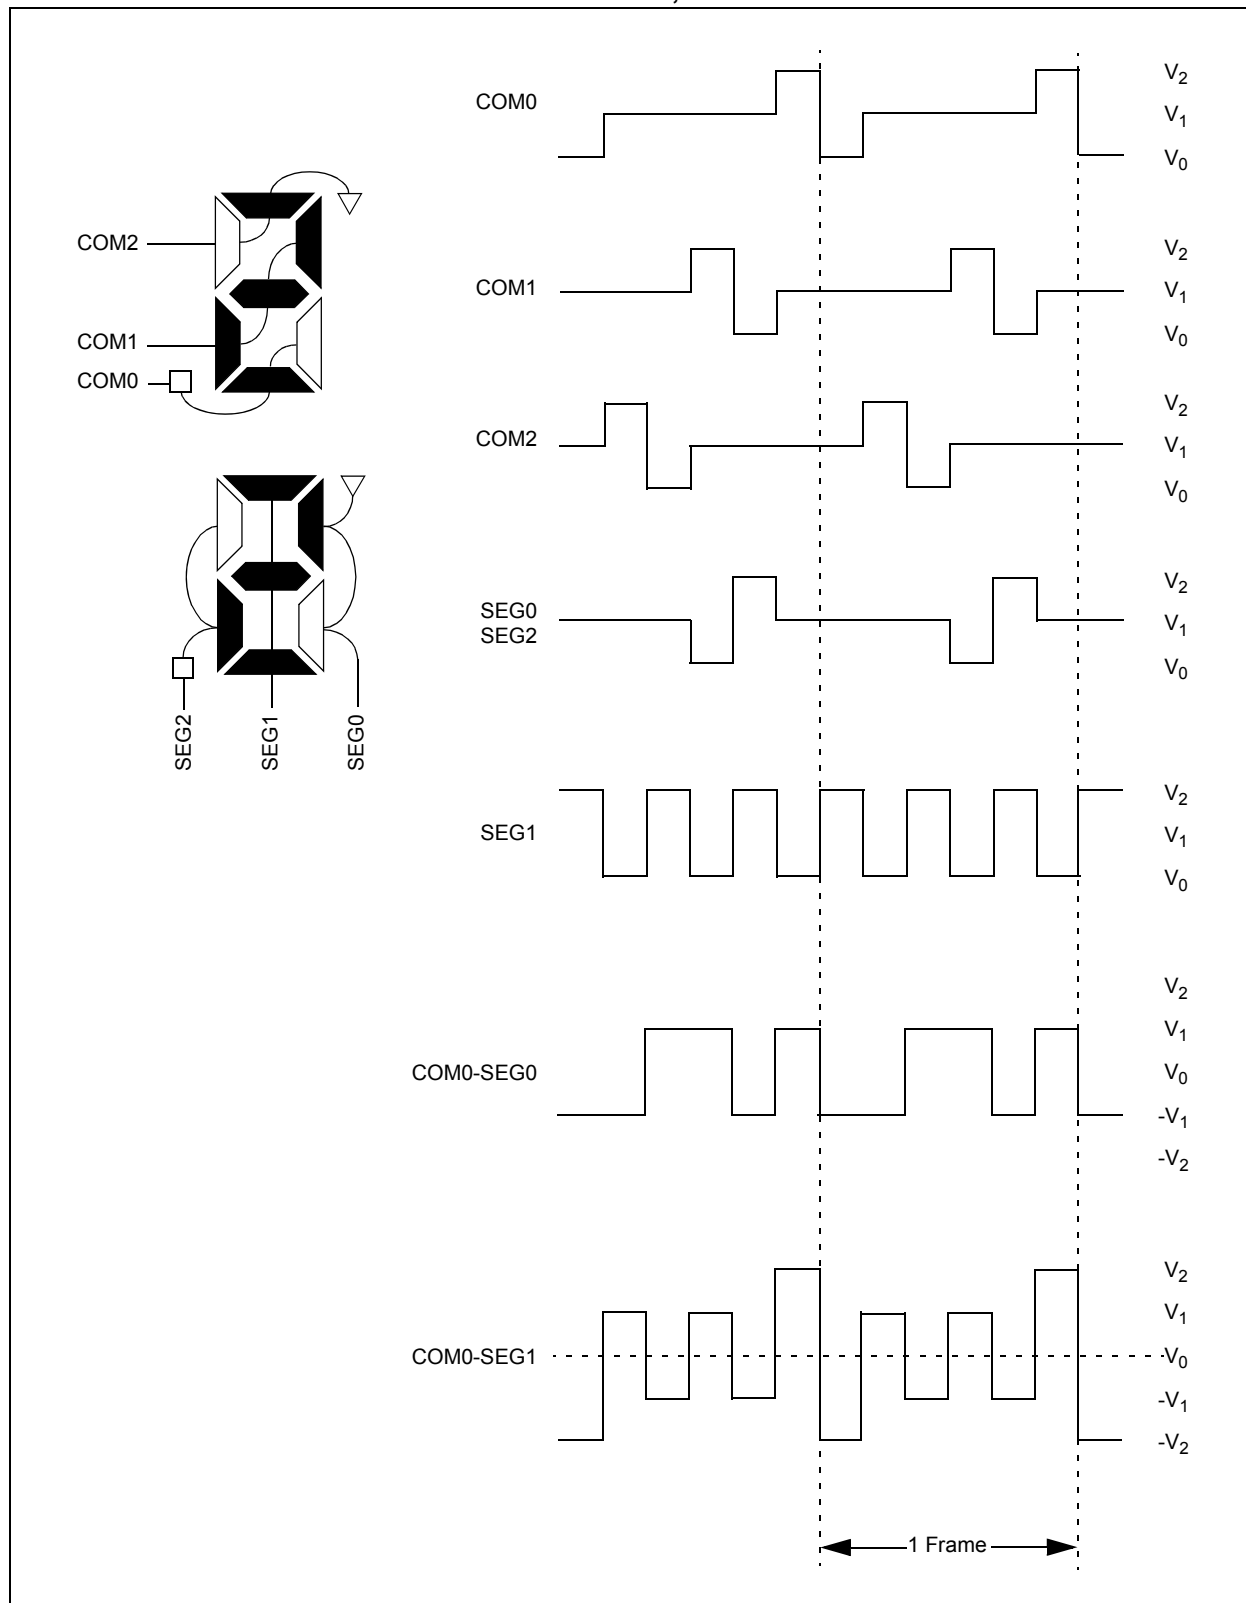 COM0
V2
V1
V0
COM2
COM1
COM0
COM1
V2
V1
V0
COM2
V2
V1
V0
SEG2
SEG1
SEG0
SEG0
SEG2
V2
V1
V0
SEG1
V2
V1
V0
COM0-SEG0
V2
V1
V0
-V1
-V2
COM0-SEG1
V2
V1
V0
-V1
-V2
1 Frame